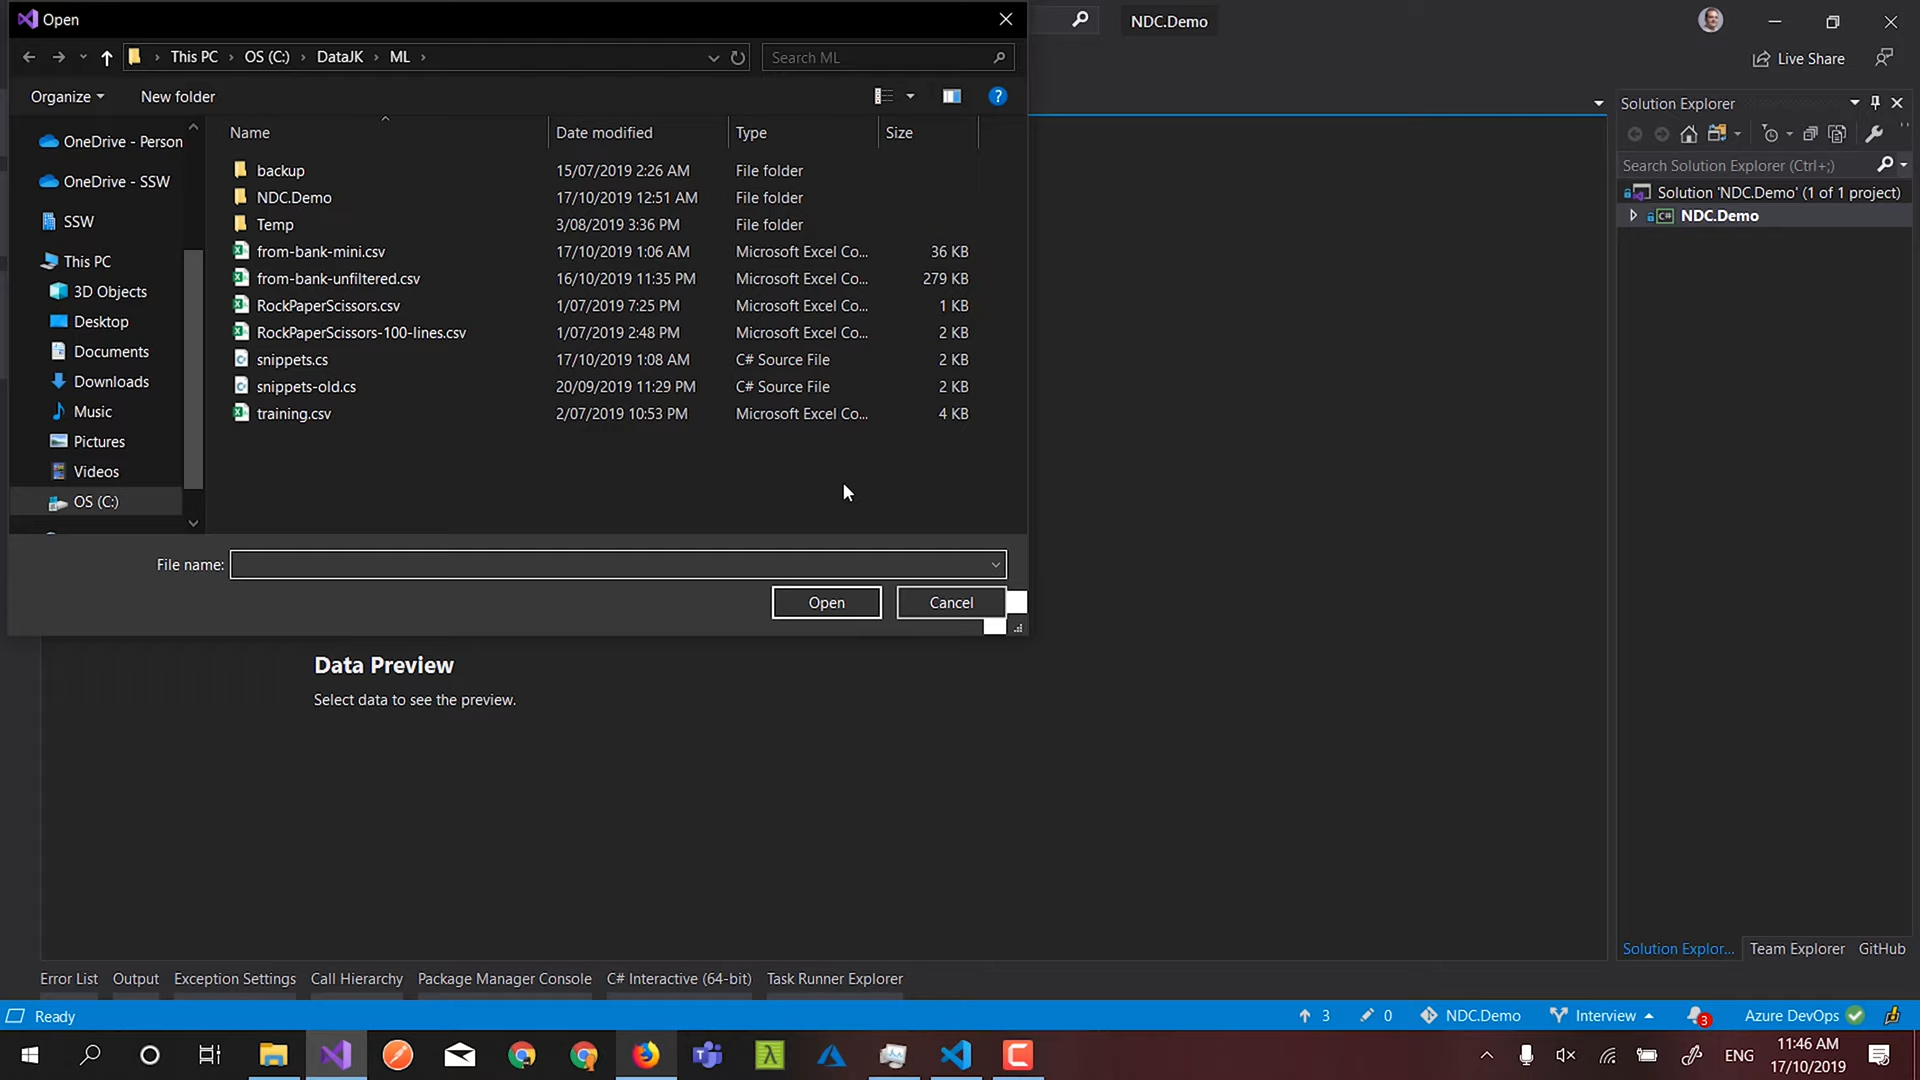 Open
NDC.Demo
This PC > OS (C:) > DataJK > ML >
Search ML
Live Share
Organize
New folder
Solution Explorer
Name
Date modified
Type
Size
OneDrive - Person
OneDrive - SSW
SSW
This PC
3D Objects
Desktop
Documents
Downloads
Music
Pictures
Videos
OS (C:)
backup 15/07/2019 2:26 AM File folder
NDC.Demo 17/10/2019 12:51 AM File folder
Temp 3/08/2019 3:36 PM File folder
from-bank-mini.csv 17/10/2019 1:06 AM Microsoft Excel Co... 36 KB
from-bank-unfiltered.csv 16/10/2019 11:35 PM Microsoft Excel Co... 279 KB
RockPaperScissors.csv 1/07/2019 7:25 PM Microsoft Excel Co... 1 KB
RockPaperScissors-100-lines.csv 1/07/2019 2:48 PM Microsoft Excel Co... 2 KB
snippets.cs 17/10/2019 1:08 AM C# Source File 2 KB
snippets-old.cs 20/09/2019 11:29 PM C# Source File 2 KB
training.csv 2/07/2019 10:53 PM Microsoft Excel Co... 4 KB
Search Solution Explorer (Ctrl+;)
Solution 'NDC.Demo' (1 of 1 project)
C# NDC.Demo
File name:
Open
Cancel
Data Preview
Select data to see the preview.
Solution Explor...
Team Explorer
GitHub
Error List
Output
Exception Settings
Call Hierarchy
Package Manager Console
C# Interactive (64-bit)
Task Runner Explorer
Ready
3
0
NDC.Demo
Interview
3
Azure DevOps
ENG
11:46 AM
17/10/2019